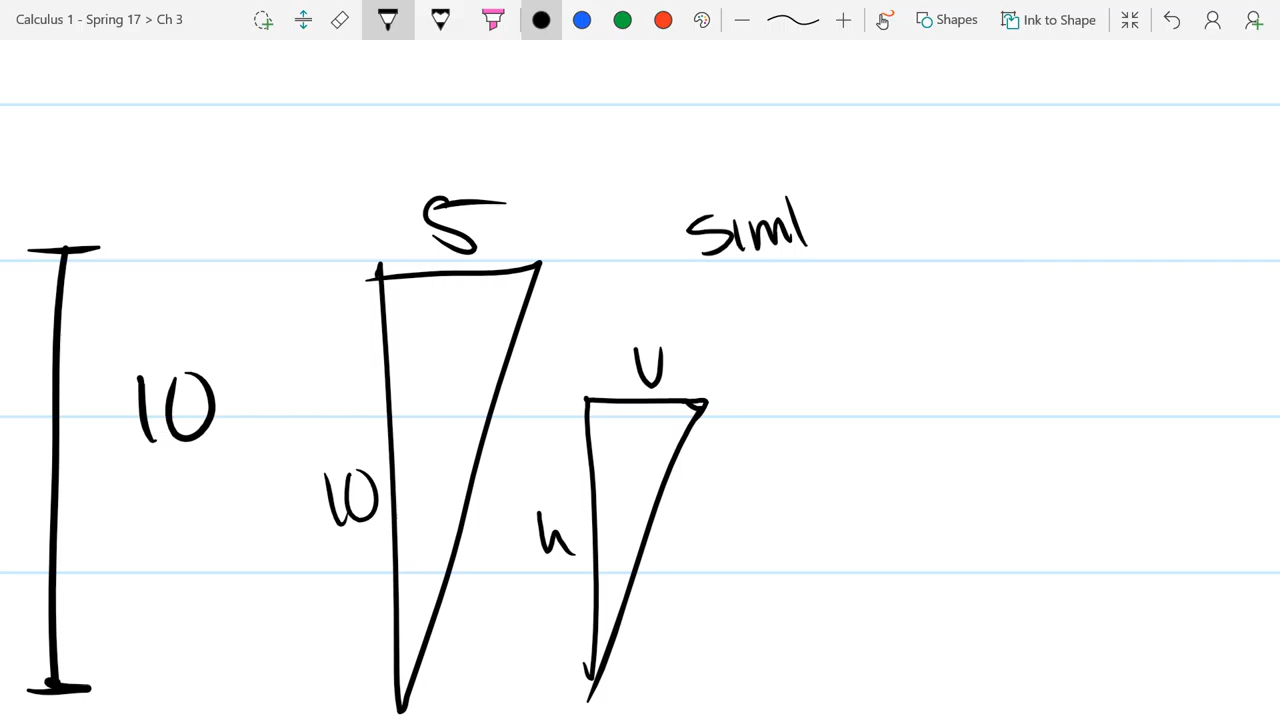 Calculus 1 - Spring 17 > Ch 3
Shapes
Ink to Shape
5
siml
10
10
h